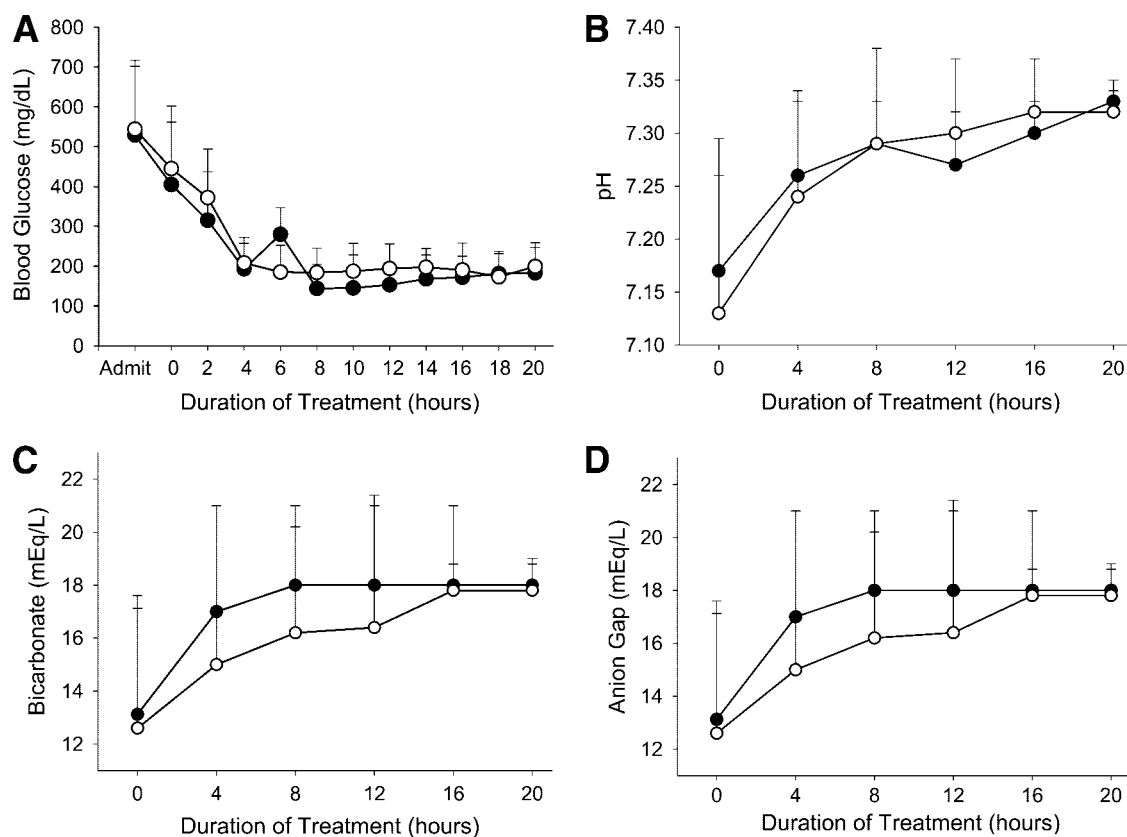 A
Blood Glucose (mg/dL)
800
700
600
500
400
300
200
100
0
Admit 0 2 4 6 8 10 12 14 16 18 20
Duration of Treatment (hours)
B
pH
7.40
7.35
7.30
7.25
7.20
7.15
7.10
0 4 8 12 16 20
Duration of Treatment (hours)
C
Bicarbonate (mEq/L)
22
20
18
16
14
12
0 4 8 12 16 20
Duration of Treatment (hours)
D
Anion Gap (mEq/L)
22
20
18
16
14
12
0 4 8 12 16 20
Duration of Treatment (hours)